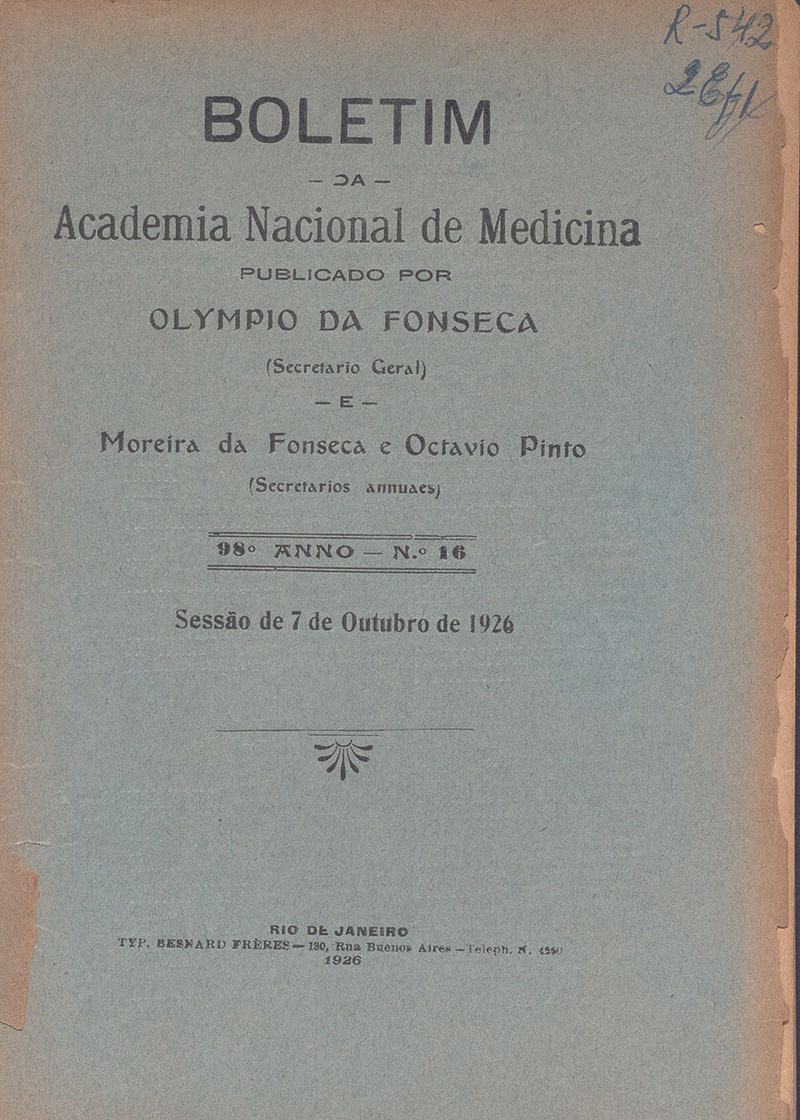 R-542
BOLETIM
— DA —
Academia Nacional de Medicina
PUBLICADO POR
OLYMPIO DA FONSECA
(Secretario Geral)
— E —
Moreira da Fonseca e Octavio Pinto
(Secretarios annuaes)
98º ANNO — N.º 16
Sessão de 7 de Outubro de 1926
RIO DE JANEIRO
TYP. BESNARD FRÈRES — 130, Rua Buenos Aires — Teleph. N.
1926